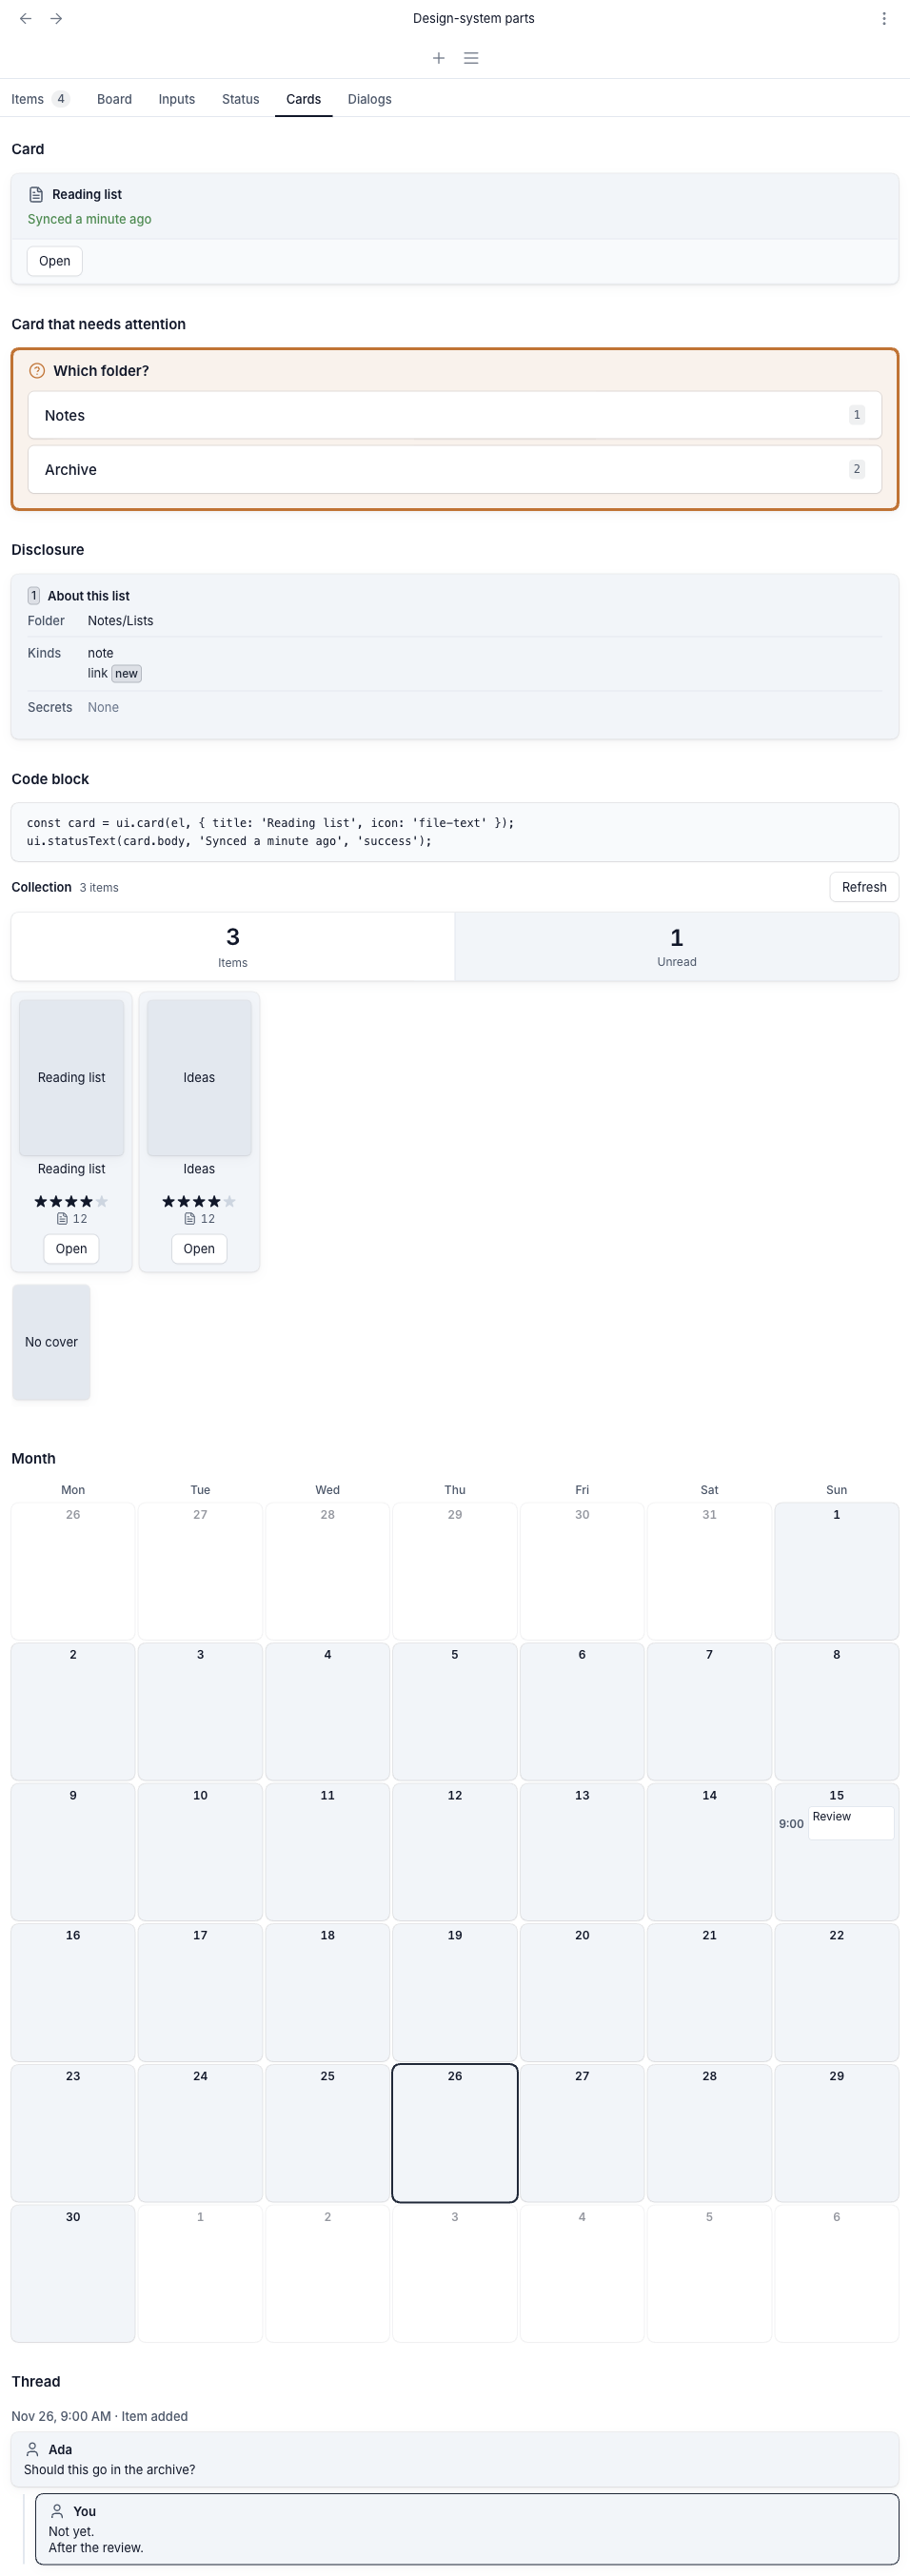 Design-system parts
Items 4 Board Inputs Status Cards Dialogs
Card
Reading list
Synced a minute ago
Open
Card that needs attention
Which folder?
Notes 1
Archive 2
Disclosure
1 About this list
Folder Notes/Lists
Kinds note
link new
Secrets None
Code block
const card = ui.card(el, { title: 'Reading list', icon: 'file-text' });
ui.statusText(card.body, 'Synced a minute ago', 'success');
Collection 3 items Refresh
3 1
Items Unread
Reading list Ideas
Reading list Ideas
12 12
Open Open
No cover
Month
Mon Tue Wed Thu Fri Sat Sun
26 27 28 29 30 31 1
2 3 4 5 6 7 8
9 10 11 12 13 14 15
9:00 Review
16 17 18 19 20 21 22
23 24 25 26 27 28 29
30 1 2 3 4 5 6
Thread
Nov 26, 9:00 AM · Item added
Ada
Should this go in the archive?
You
Not yet.
After the review.